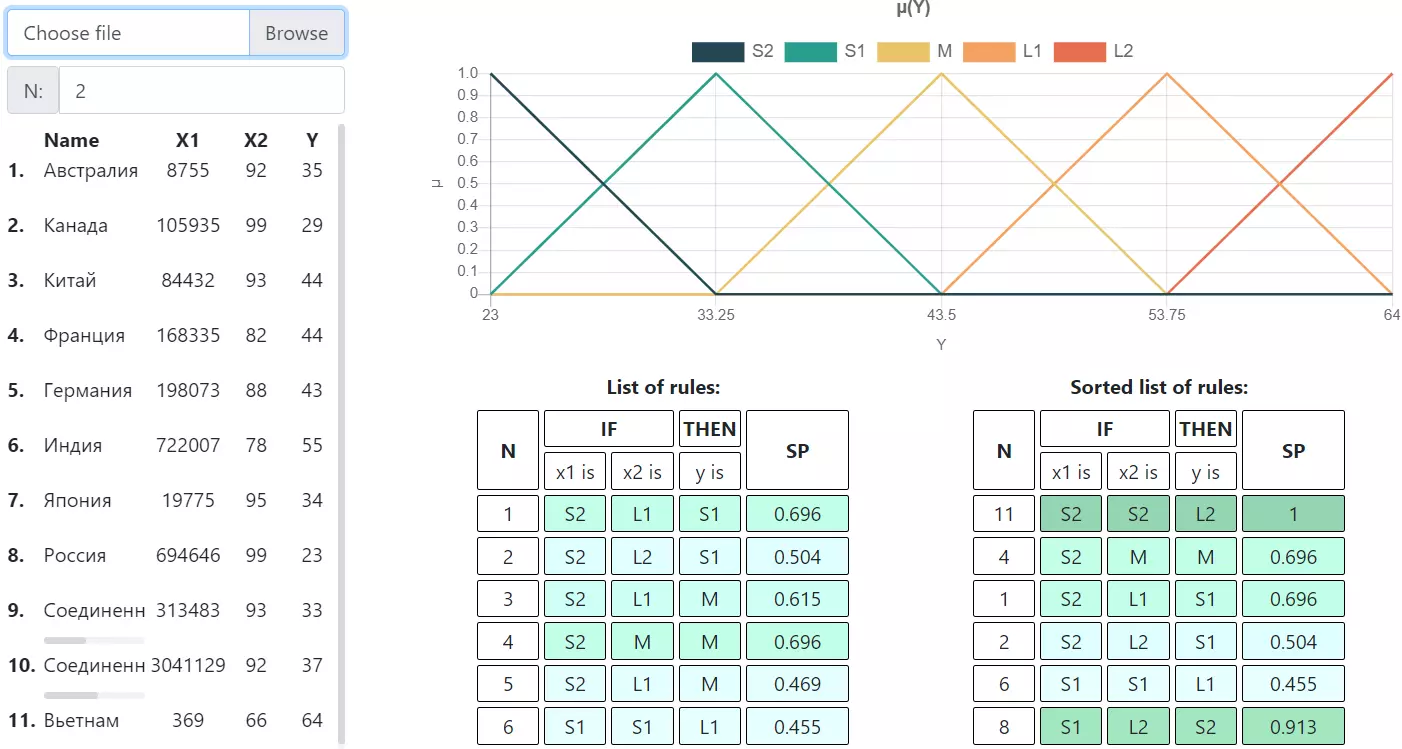 Choose file Browse
N: 2
Name X1 X2 Y
1. Австралия 8755 92 35
2. Канада 105935 99 29
3. Китай 84432 93 44
4. Франция 168335 82 44
5. Германия 198073 88 43
6. Индия 722007 78 55
7. Япония 19775 95 34
8. Россия 694646 99 23
9. Соединенн 313483 93 33
10. Соединенн 3041129 92 37
11. Вьетнам 369 66 64
μ(Y)
S2 S1 M L1 L2
1.0
0.9
0.8
0.7
0.6
0.5
0.4
0.3
0.2
0.1
0
μ
23 33.25 43.5 53.75 64
Y
List of rules:
N IF THEN SP
x1 is x2 is y is
1 S2 L1 S1 0.696
2 S2 L2 S1 0.504
3 S2 L1 M 0.615
4 S2 M M 0.696
5 S2 L1 M 0.469
6 S1 S1 L1 0.455
Sorted list of rules:
N IF THEN SP
x1 is x2 is y is
11 S2 S2 L2 1
4 S2 M M 0.696
1 S2 L1 S1 0.696
2 S2 L2 S1 0.504
6 S1 S1 L1 0.455
8 S1 L2 S2 0.913